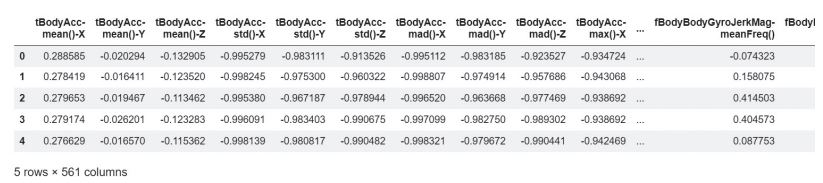 tBodyAcc- tBodyAcc- tBodyAcc- tBodyAcc- tBodyAcc- tBodyAcc- tBodyAcc- tBodyAcc- tBodyAcc- tBodyAcc- ... fBodyBodyGyroJerkMag-
mean()-X mean()-Y mean()-Z std()-X std()-Y std()-Z mad()-X mad()-Y mad()-Z max()-X meanFreq()
0 0.288585 -0.020294 -0.132905 -0.995279 -0.983111 -0.913526 -0.995112 -0.983185 -0.923527 -0.934724 ... -0.074323
1 0.278419 -0.016411 -0.123520 -0.998245 -0.975300 -0.960322 -0.998807 -0.974914 -0.957686 -0.943068 ... 0.158075
2 0.279653 -0.019467 -0.113462 -0.995380 -0.967187 -0.978944 -0.996520 -0.963668 -0.977469 -0.938692 ... 0.414503
3 0.279174 -0.026201 -0.123283 -0.996091 -0.983403 -0.990675 -0.997099 -0.982750 -0.989302 -0.938692 ... 0.404573
4 0.276629 -0.016570 -0.115362 -0.998139 -0.980817 -0.990482 -0.998321 -0.979672 -0.990441 -0.942469 ... 0.087753
5 rows × 561 columns